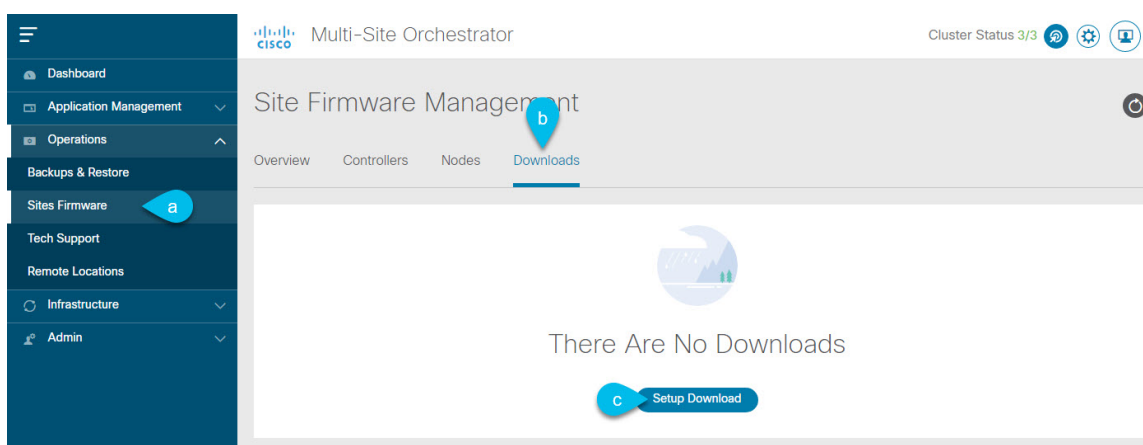 CISCO Multi-Site Orchestrator Cluster Status 3/3
Dashboard
Application Management
Operations
Backups & Restore
Sites Firmware a
Tech Support
Remote Locations
Infrastructure
Admin
Site Firmware Management
b
Overview Controllers Nodes Downloads
There Are No Downloads
c Setup Download